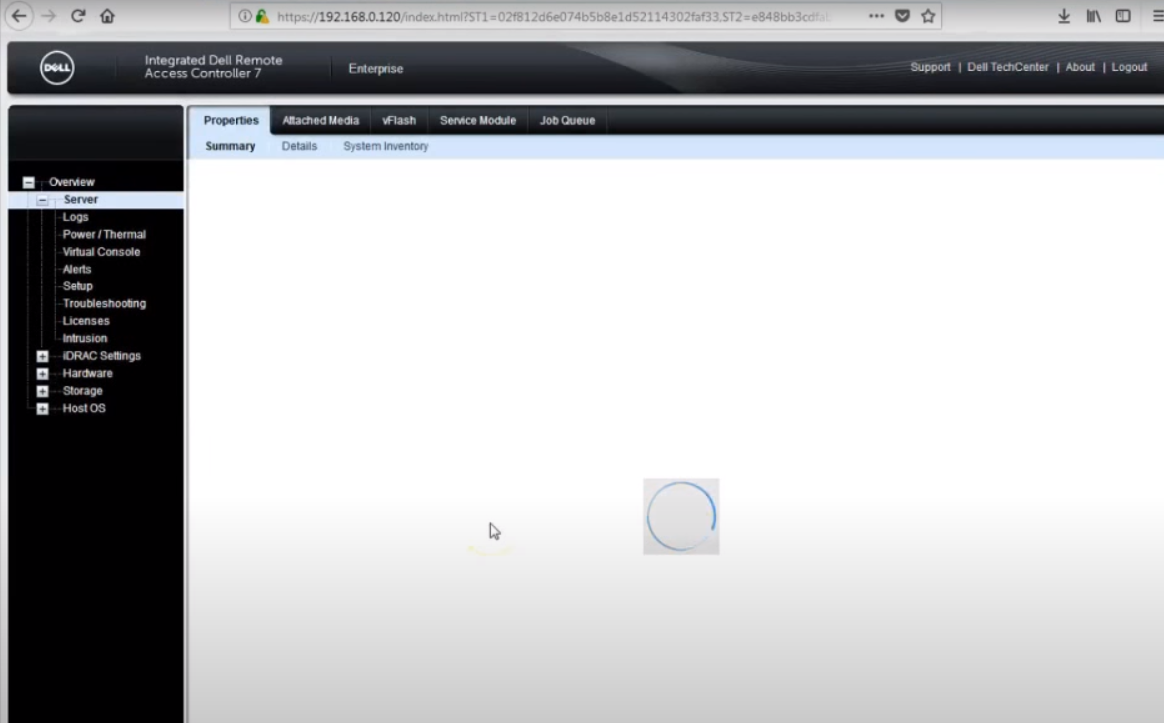 https://192.168.0.120/index.html?ST1=02f812d6e074b5b8e1d52114302faf33,ST2=e848bb3cdfab
DELL
Integrated Dell Remote
Access Controller 7
Enterprise
Support | Dell TechCenter | About | Logout
Properties Attached Media vFlash Service Module Job Queue
Summary Details System Inventory
Overview
Server
Logs
Power / Thermal
Virtual Console
Alerts
Setup
Troubleshooting
Licenses
Intrusion
iDRAC Settings
Hardware
Storage
Host OS